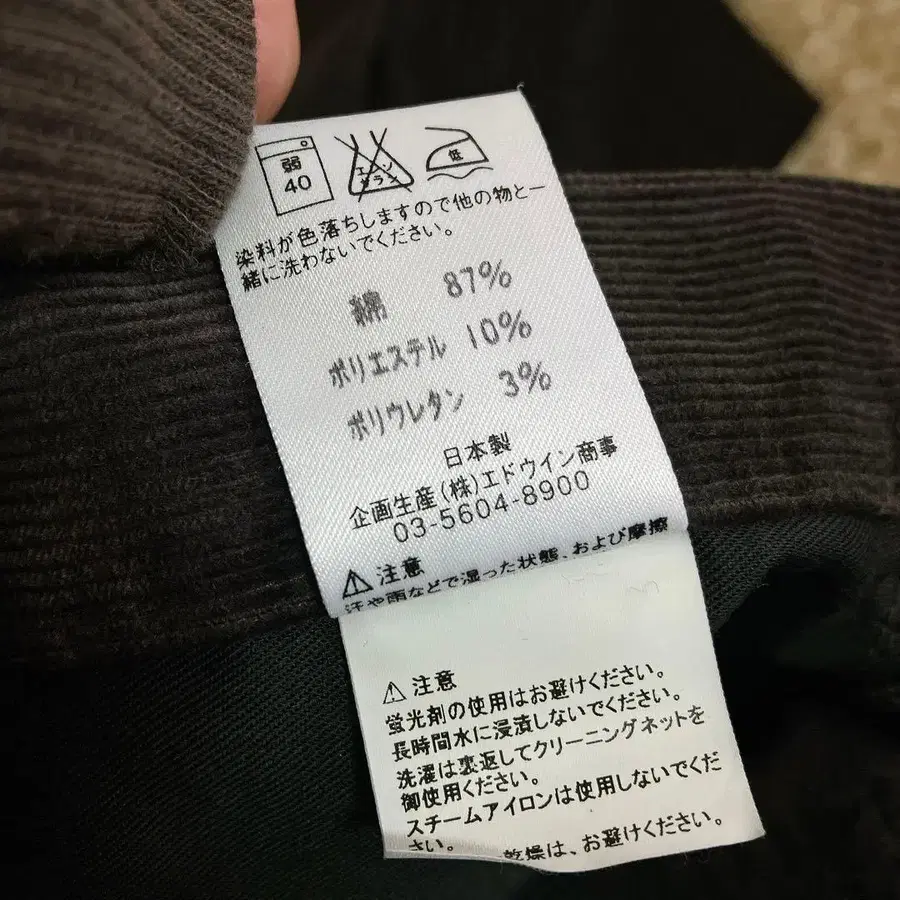 弱
40
エンソ
サラシ
低
染料が色落ちしますので他の物と一
緒に洗わないでください。
綿 87%
ポリエステル 10%
ポリウレタン 3%
日本製
企画生産(株)エドウイン商事
03-5604-8900
⚠注意
汗や雨などで湿った状態、および摩擦
⚠注意
蛍光剤の使用はお避けください。
長時間水に浸漬しないでください。
洗濯は裏返してクリーニングネットを
御使用ください。
スチームアイロンは使用しないでくだ
さい。
乾燥は、お避けください。